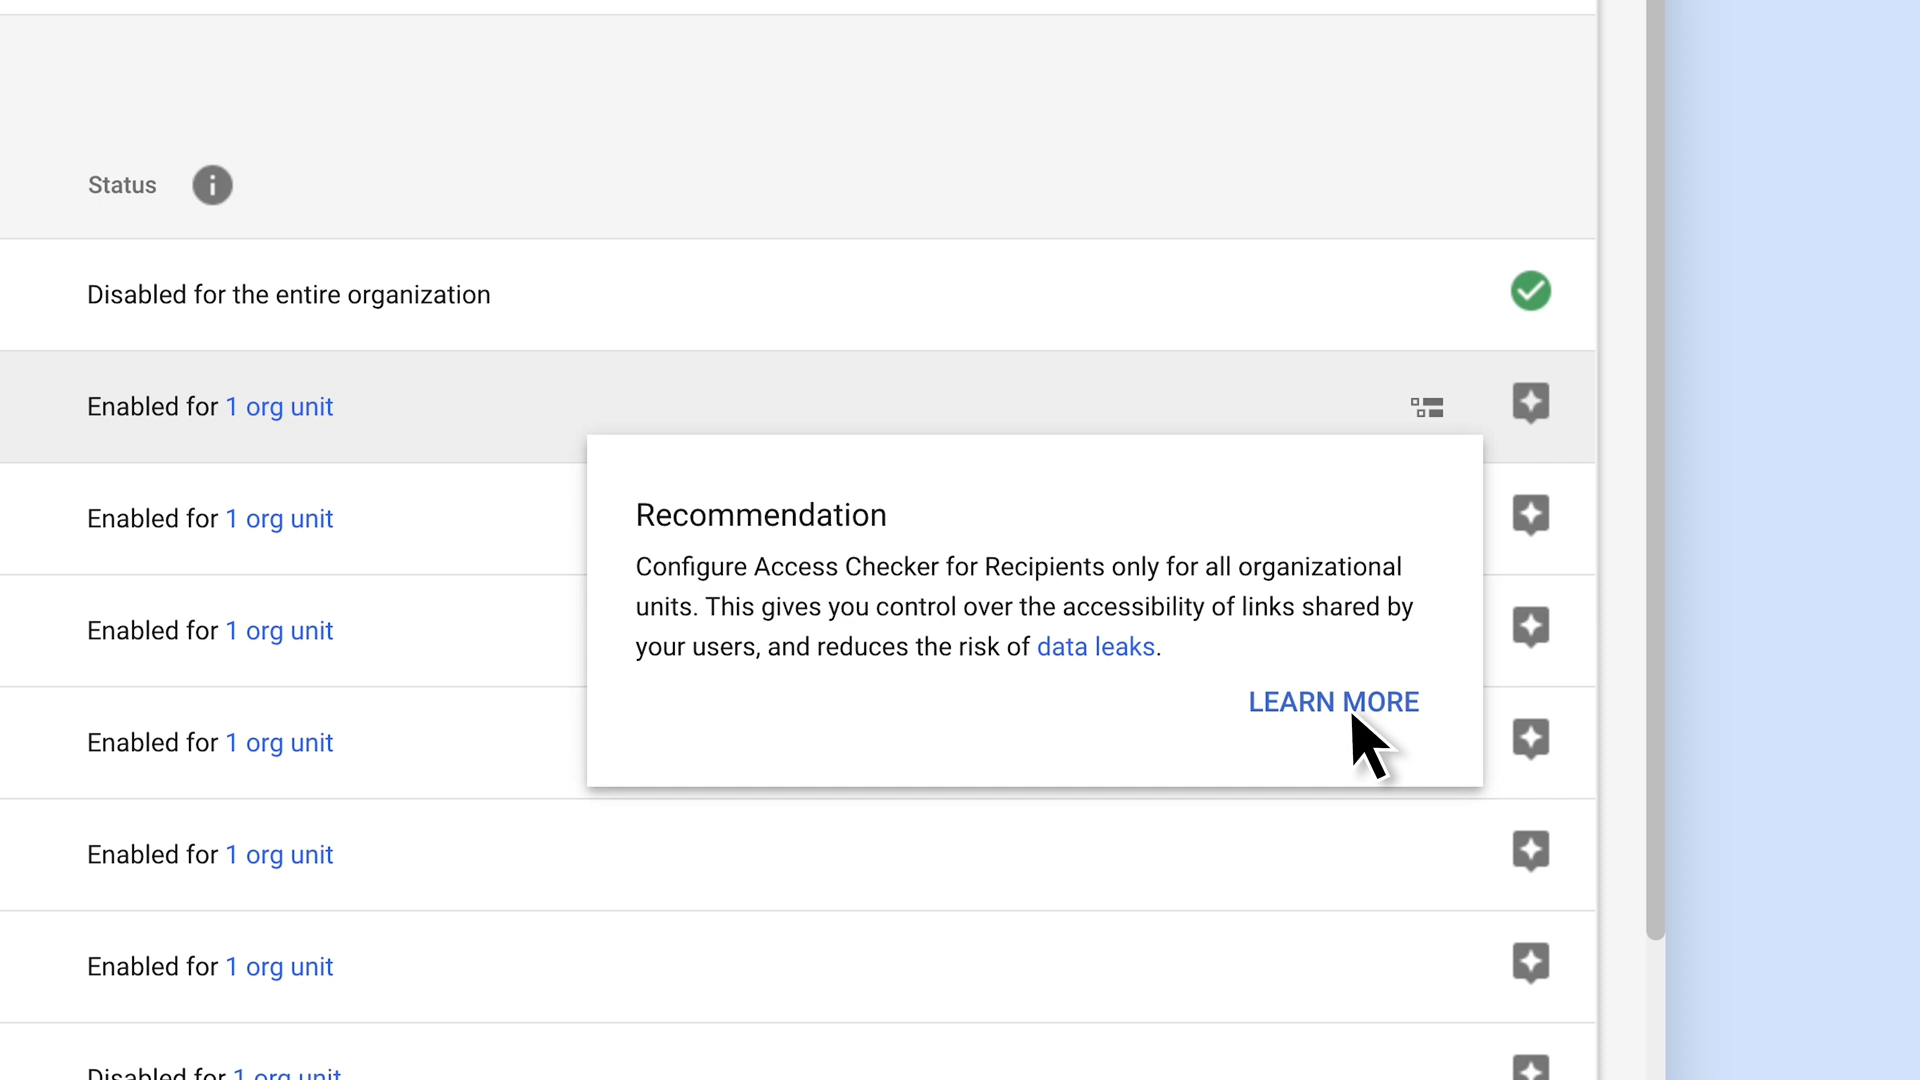 Status
Disabled for the entire organization
Enabled for 1 org unit
Enabled for 1 org unit
Recommendation
Configure Access Checker for Recipients only for all organizational
units. This gives you control over the accessibility of links shared by
your users, and reduces the risk of data leaks.
LEARN MORE
Enabled for 1 org unit
Enabled for 1 org unit
Enabled for 1 org unit
Enabled for 1 org unit
Disabled for 1 org unit